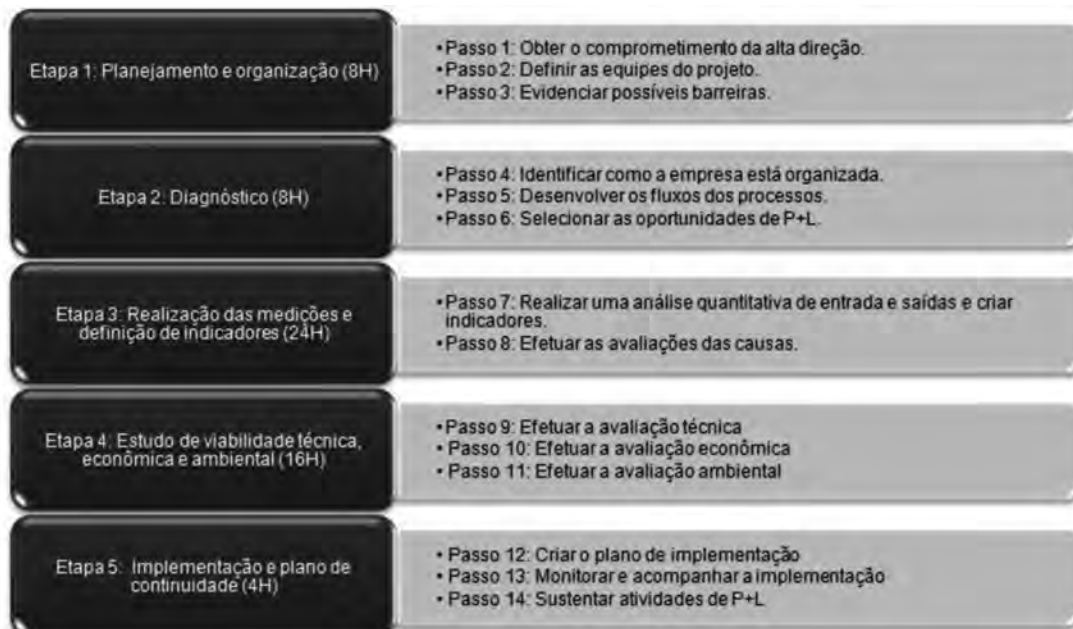 Etapa 1: Planejamento e organização (8H)
• Passo 1: Obter o comprometimento da alta direção.
• Passo 2: Definir as equipes do projeto.
• Passo 3: Evidenciar possíveis barreiras.
Etapa 2: Diagnóstico (8H)
• Passo 4: Identificar como a empresa está organizada.
• Passo 5: Desenvolver os fluxos dos processos.
• Passo 6: Selecionar as oportunidades de P+L.
Etapa 3: Realização das medições e
definição de indicadores (24H)
• Passo 7: Realizar uma análise quantitativa de entrada e saídas e criar
indicadores.
• Passo 8: Efetuar as avaliações das causas.
Etapa 4: Estudo de viabilidade técnica,
econômica e ambiental (16H)
• Passo 9: Efetuar a avaliação técnica
• Passo 10: Efetuar a avaliação econômica
• Passo 11: Efetuar a avaliação ambiental
Etapa 5: Implementação e plano de
continuidade (4H)
• Passo 12: Criar o plano de implementação
• Passo 13: Monitorar e acompanhar a implementação
• Passo 14: Sustentar atividades de P+L